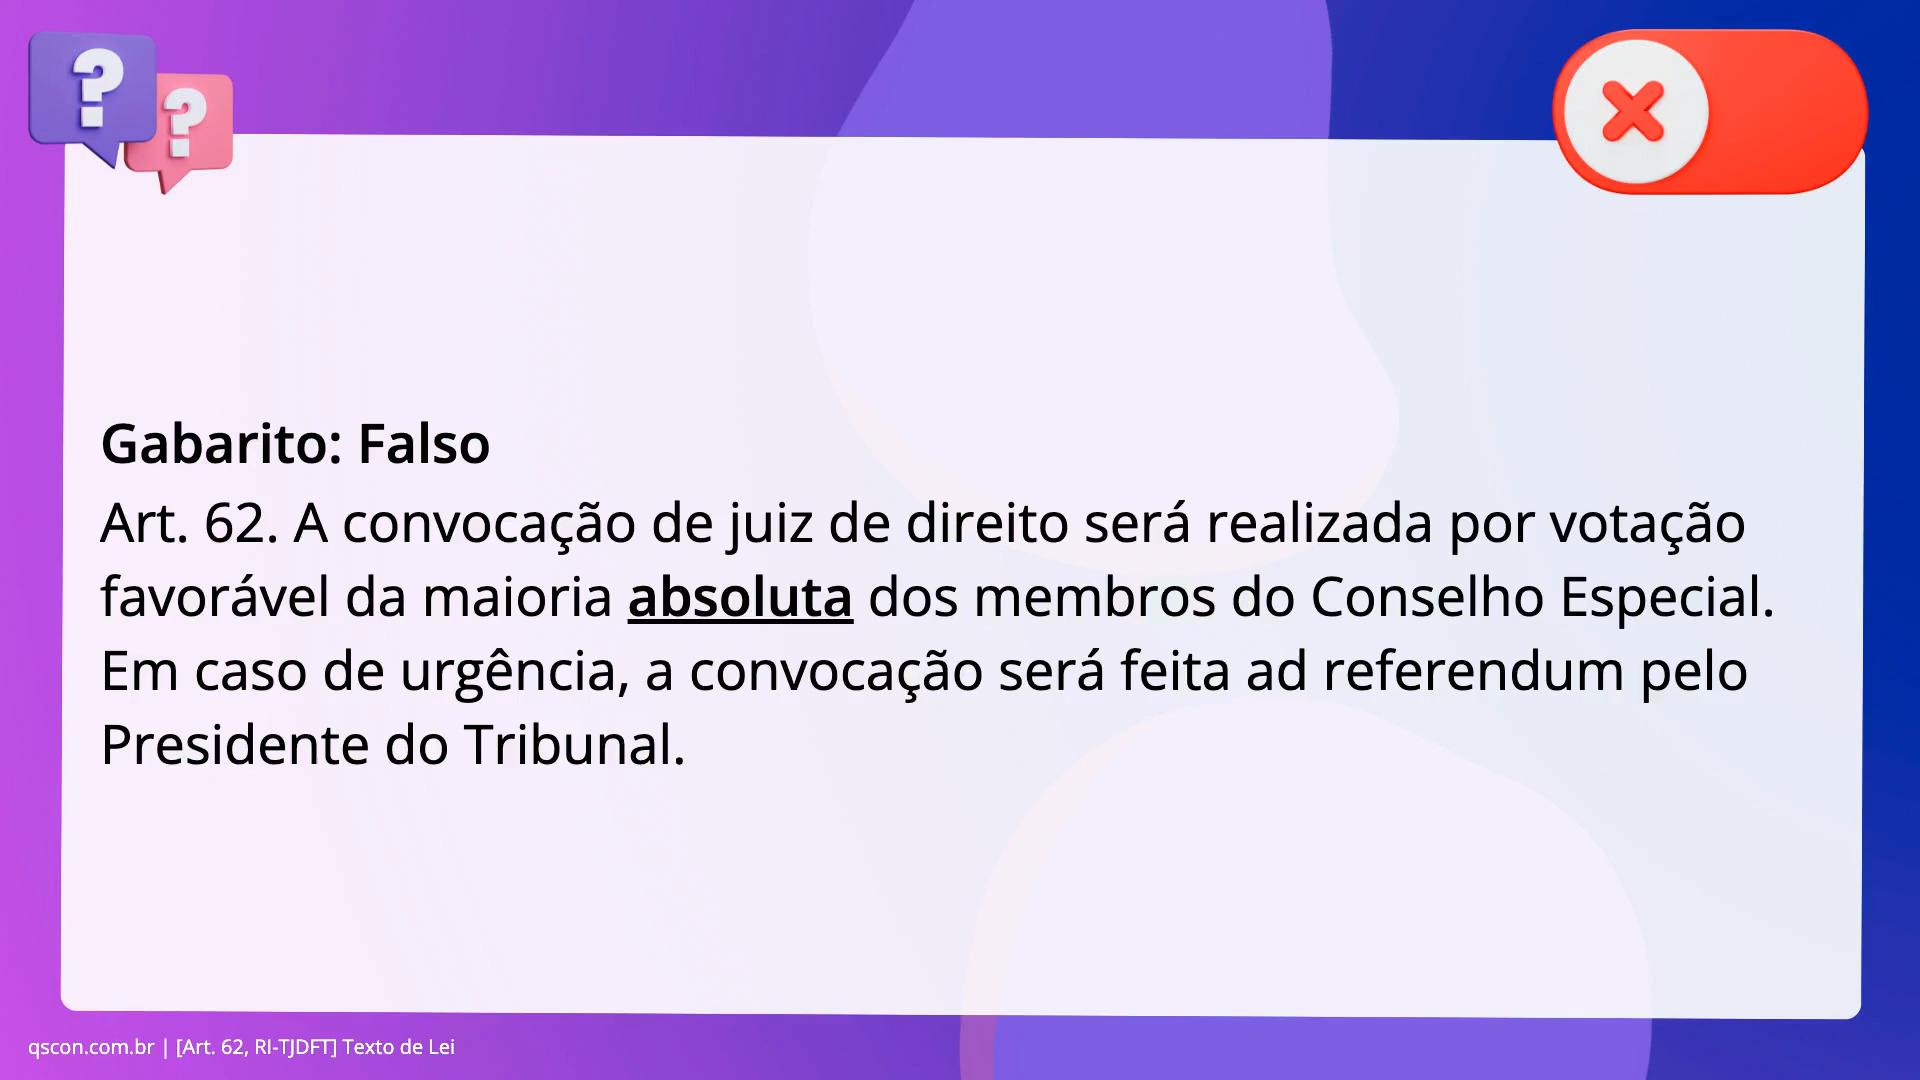 Gabarito: Falso
Art. 62. A convocação de juiz de direito será realizada por votação
favorável da maioria absoluta dos membros do Conselho Especial.
Em caso de urgência, a convocação será feita ad referendum pelo
Presidente do Tribunal.
qscon.com.br | [Art. 62, RI-TJDFT] Texto de Lei